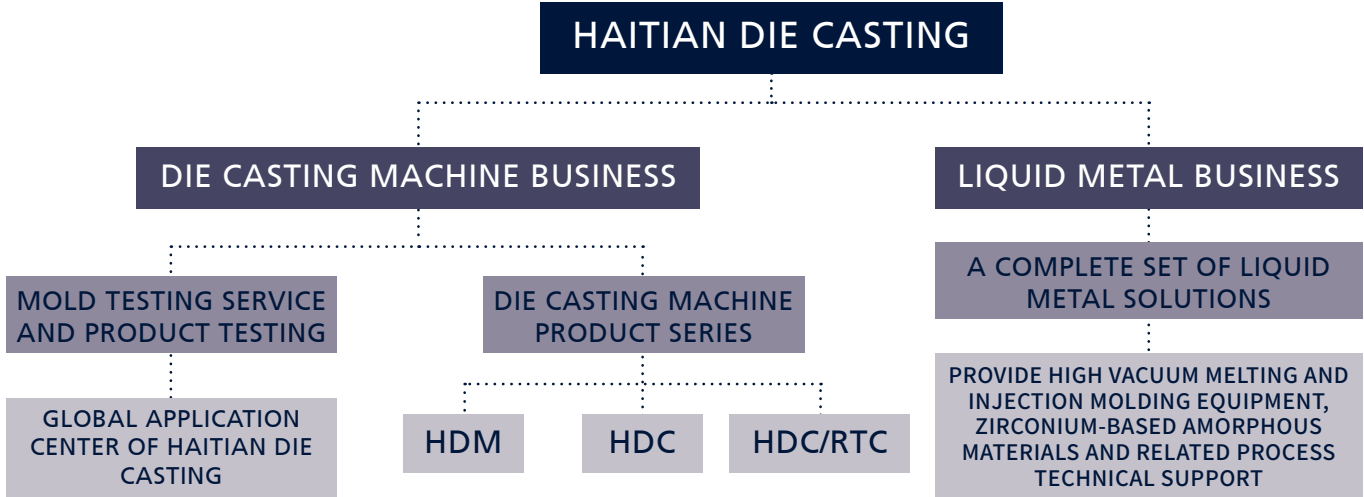 HAITIAN DIE CASTING
DIE CASTING MACHINE BUSINESS
LIQUID METAL BUSINESS
MOLD TESTING SERVICE
AND PRODUCT TESTING
DIE CASTING MACHINE
PRODUCT SERIES
A COMPLETE SET OF LIQUID
METAL SOLUTIONS
GLOBAL APPLICATION
CENTER OF HAITIAN DIE
CASTING
HDM
HDC
HDC/RTC
PROVIDE HIGH VACUUM MELTING AND
INJECTION MOLDING EQUIPMENT,
ZIRCONIUM-BASED AMORPHOUS
MATERIALS AND RELATED PROCESS
TECHNICAL SUPPORT